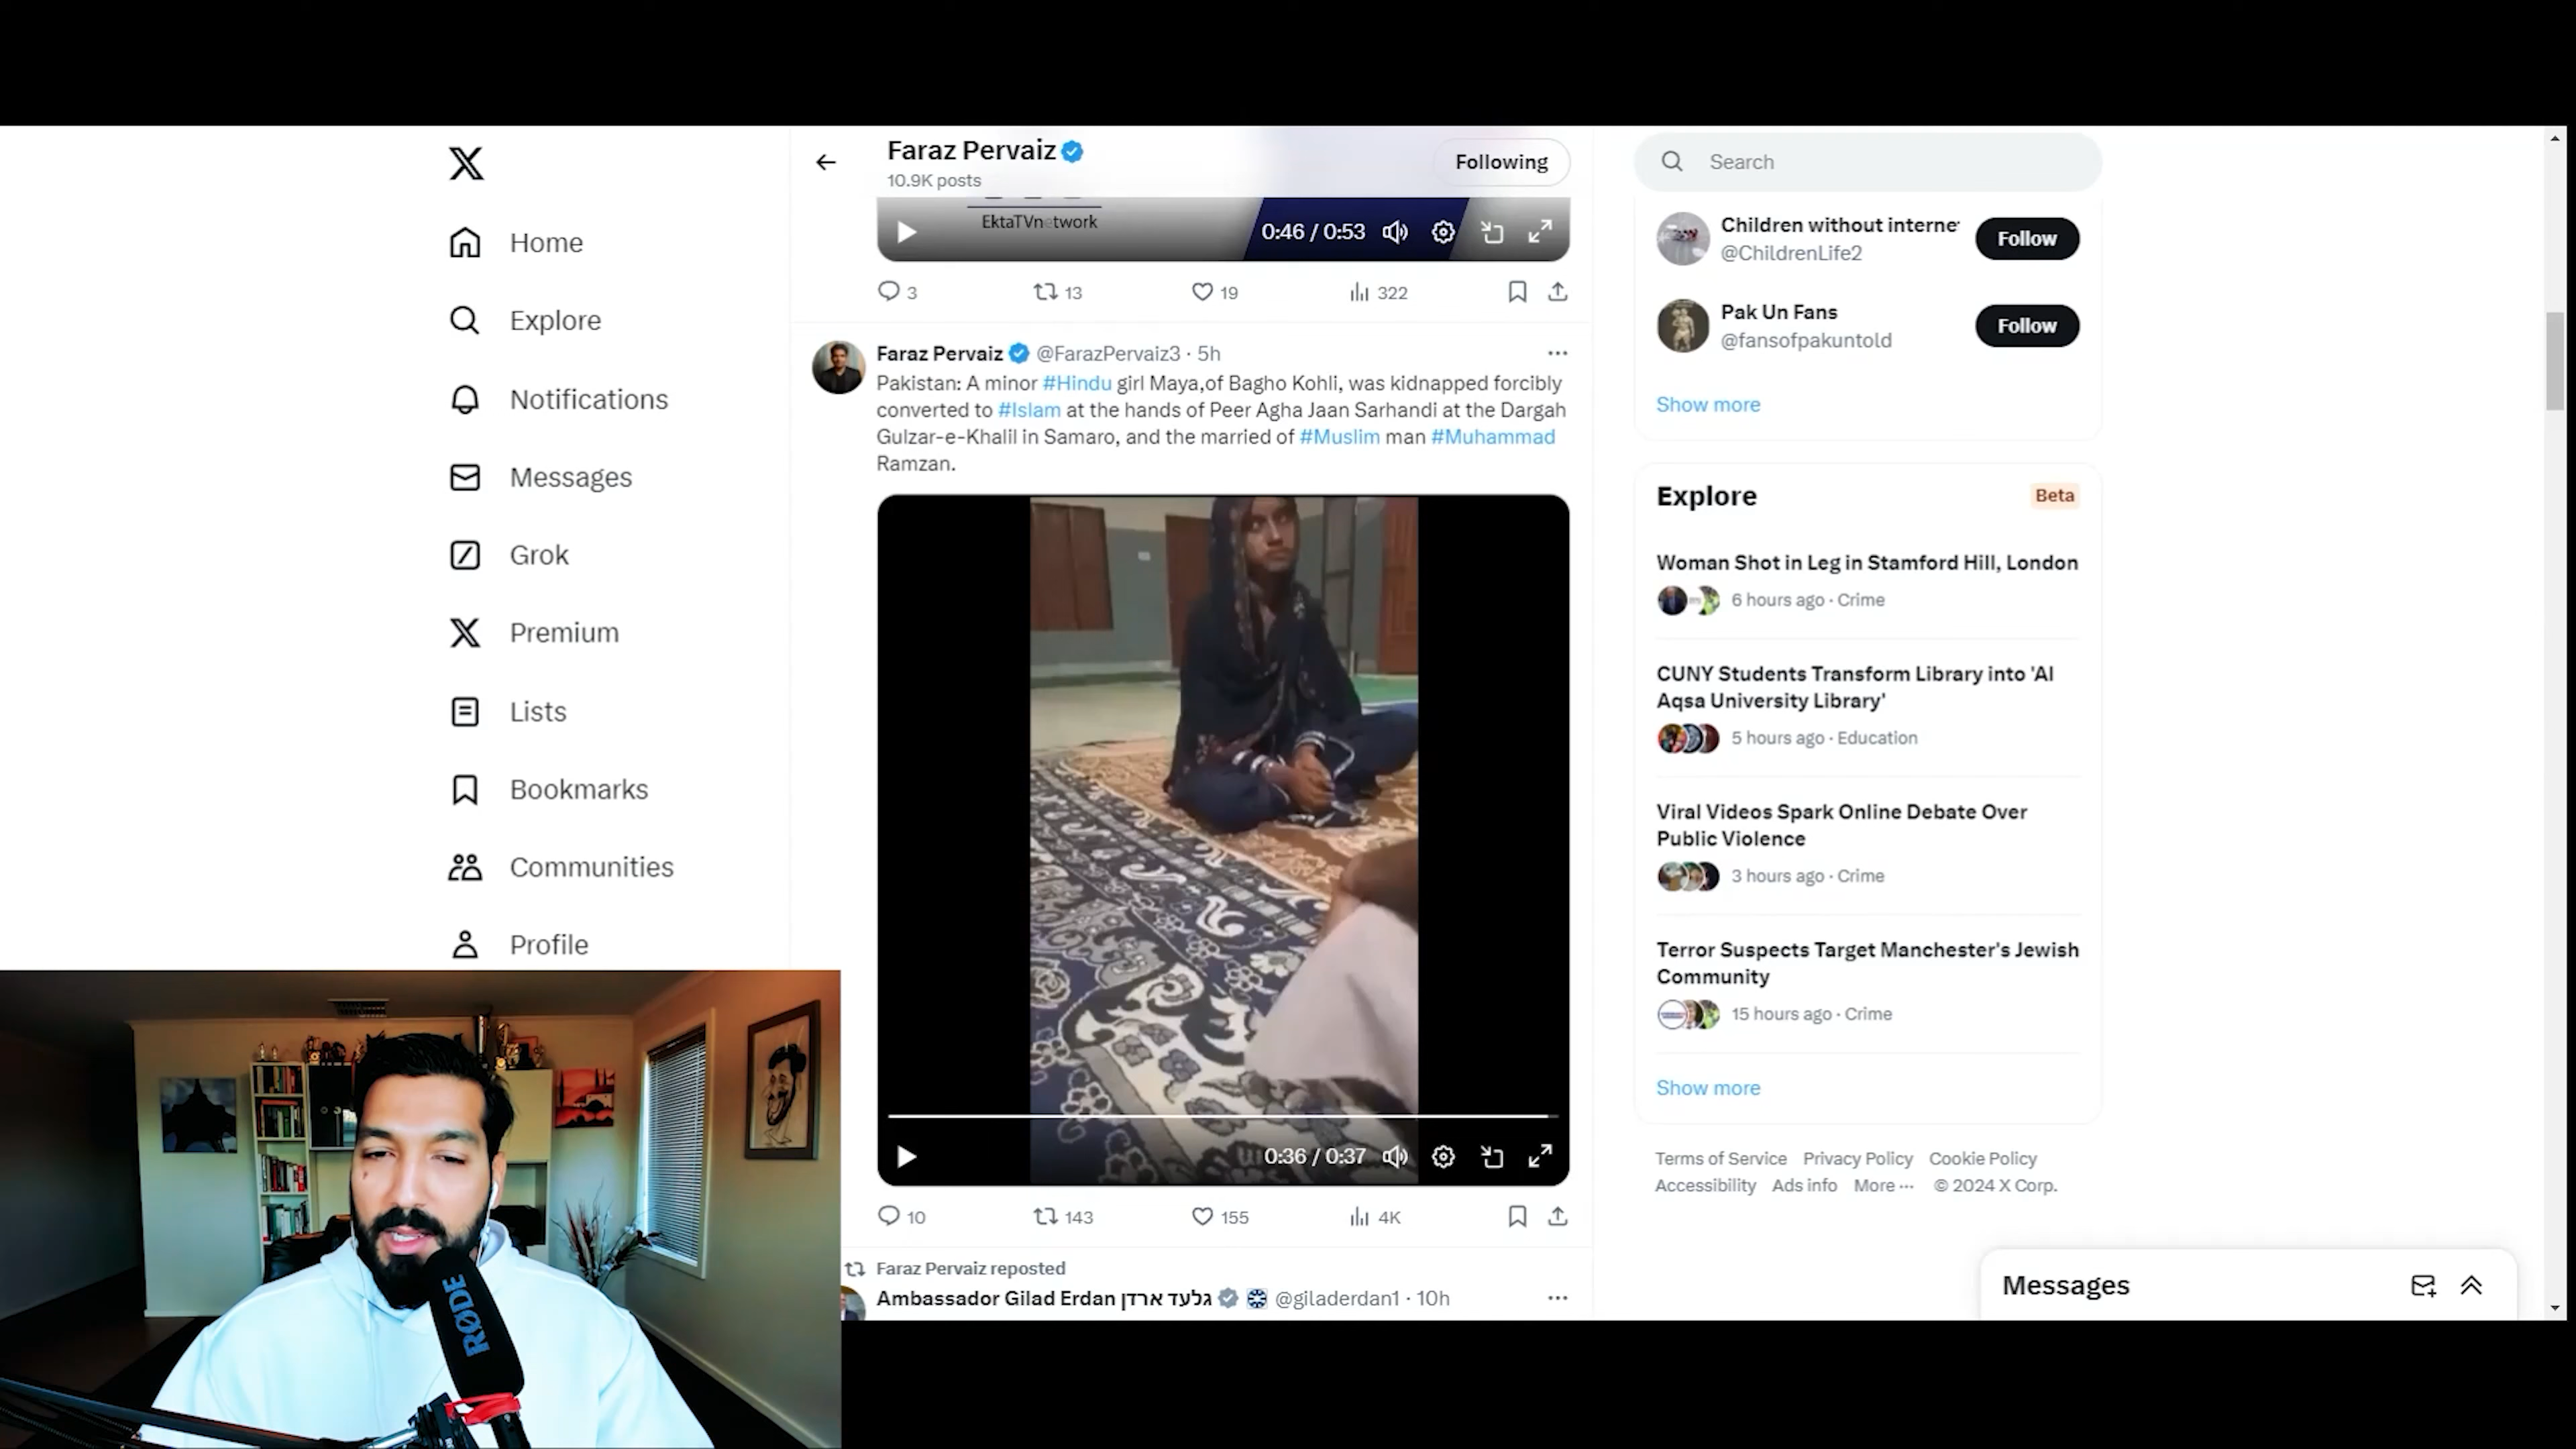 Home
Explore
Notifications
Messages
Grok
Premium
Lists
Bookmarks
Communities
Profile
Faraz Pervaiz
10.9K posts
Following
EktaTVnetwork
0:46 / 0:53
3
13
19
322
Faraz Pervaiz @FarazPervaiz3 · 5h
Pakistan: A minor #Hindu girl Maya,of Bagho Kohli, was kidnapped forcibly
converted to #Islam at the hands of Peer Agha Jaan Sarhandi at the Dargah
Gulzar-e-Khalil in Samaro, and the married of #Muslim man #Muhammad
Ramzan.
0:36 / 0:37
10
143
155
4K
Faraz Pervaiz reposted
Ambassador Gilad Erdan גלעד ארדן @giladerdan1 · 10h
Search
Children without interne
@ChildrenLife2
Follow
Pak Un Fans
@fansofpakuntold
Follow
Show more
Explore
Beta
Woman Shot in Leg in Stamford Hill, London
6 hours ago · Crime
CUNY Students Transform Library into 'Al
Aqsa University Library'
5 hours ago · Education
Viral Videos Spark Online Debate Over
Public Violence
3 hours ago · Crime
Terror Suspects Target Manchester's Jewish
Community
15 hours ago · Crime
Show more
Terms of Service Privacy Policy Cookie Policy
Accessibility Ads info More ··· © 2024 X Corp.
Messages
RØDE